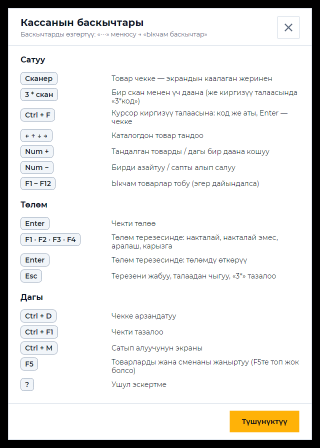 Кассанын баскычтары
Баскычтарды өзгөртүү: «⋯» менюсу → «Ыкчам баскычтар»
Сатуу
Сканер Товар чекке — экрандын каалаган жеринен
3 * скан Бир скан менен үч даана (же киргизүү талаасында
«3*код»)
Ctrl + F Курсор киргизүү талаасына: код же аты, Enter —
чекке
← ↑ ↓ → Каталогдон товар тандоо
Num + Тандалган товарды / дагы бир даана кошуу
Num − Бирди азайтуу / сапты алып салуу
F1 – F12 Ыкчам товарлар тобу (эгер дайындалса)
Төлөм
Enter Чекти төлөө
F1 · F2 · F3 · F4 Төлөм терезесинде: накталай, накталай эмес,
аралаш, карызга
Enter Төлөм терезесинде: төлөмдү өткөрүү
Esc Терезени жабуу, талаадан чыгуу, «3*» тазалоо
Дагы
Ctrl + D Чекке арзандатуу
Ctrl + F1 Чекти тазалоо
Ctrl + M Сатып алуучунун экраны
F5 Товарларды жана сменаны жаңыртуу (F5те топ жок
болсо)
? Ушул эскертме
Түшүнүктүү